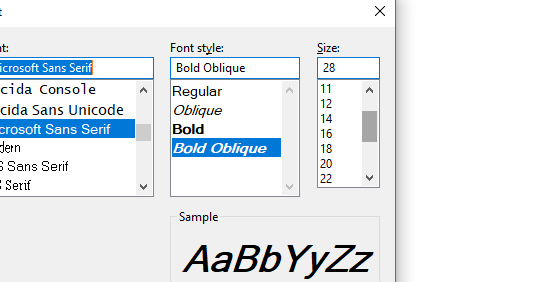 t
nt: Font style: Size:
icrosoft Sans Serif Bold Oblique 28
cida Console
cida Sans Unicode
crosoft Sans Serif
dern
S Sans Serif
S Serif
Regular
Oblique
Bold
Bold Oblique
11
12
14
16
18
20
22
Sample
AaBbYyZz